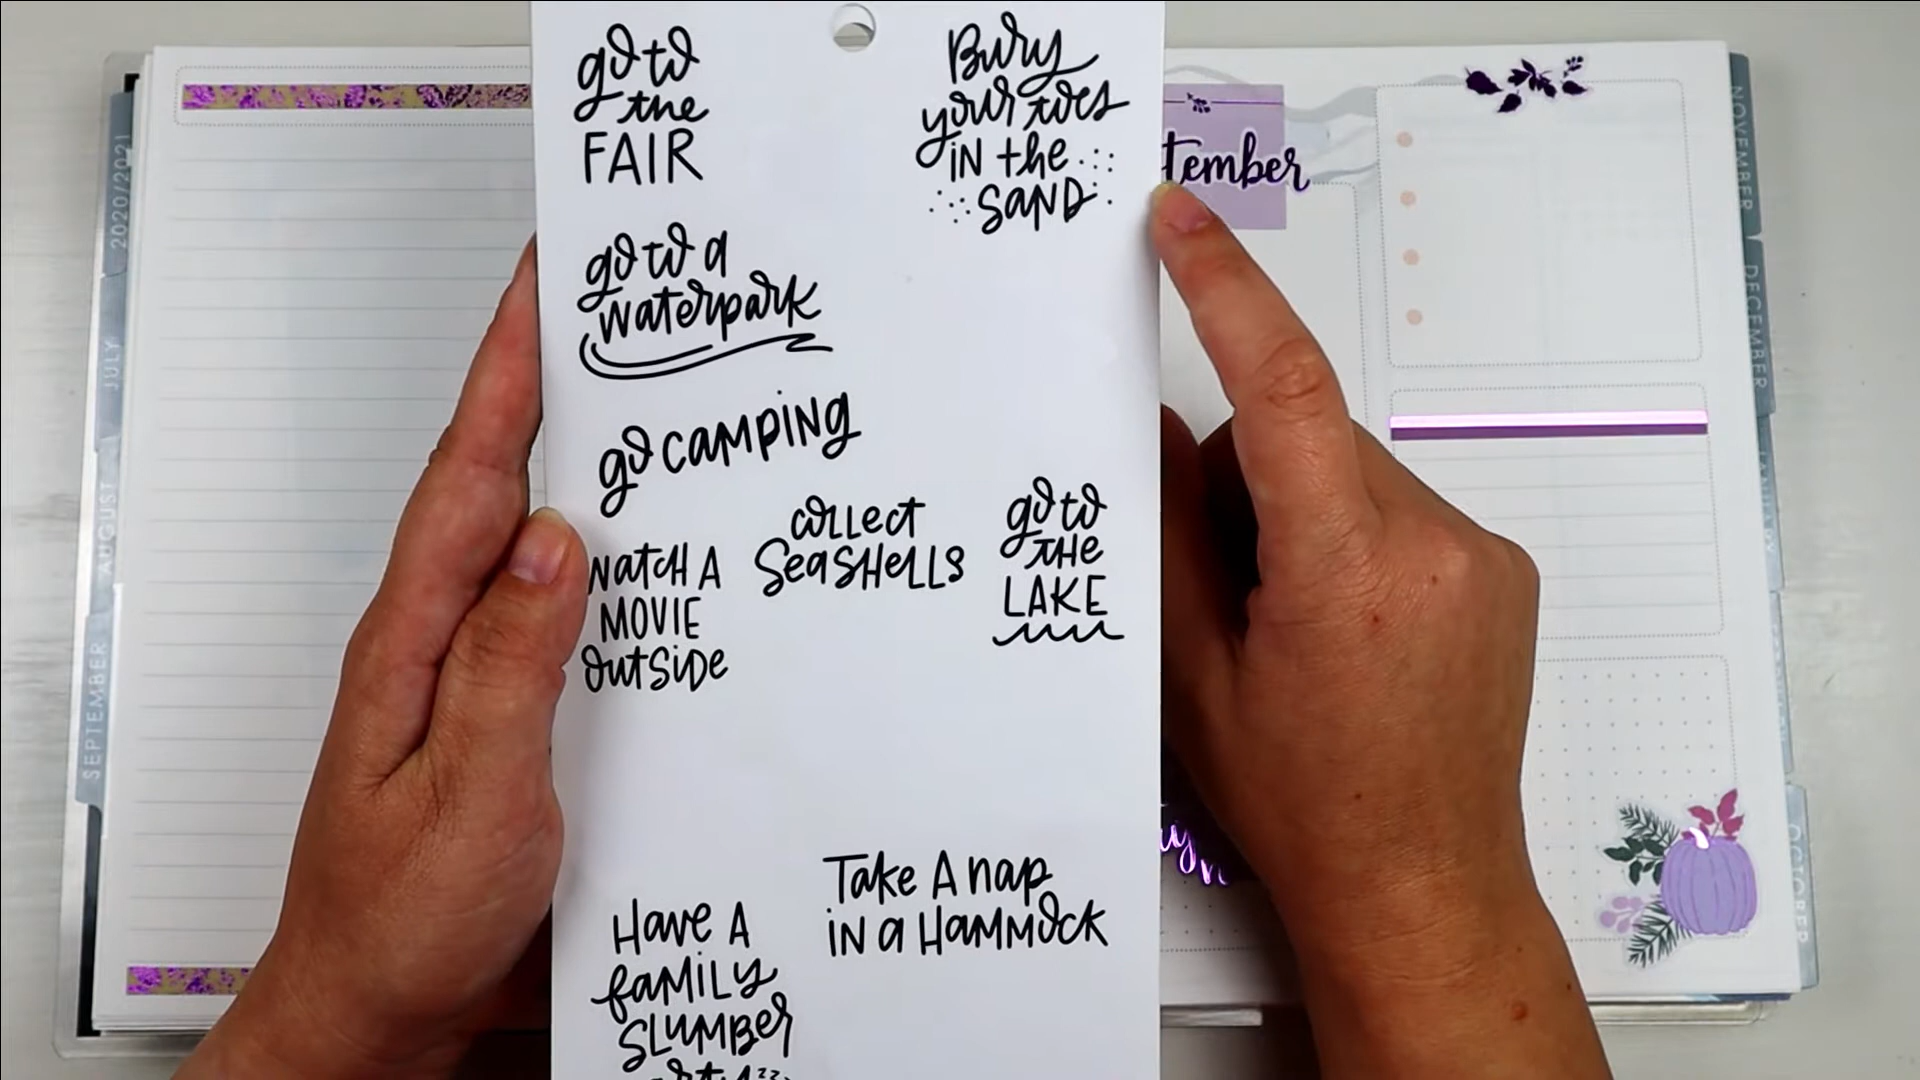 go to
the
FAIR
Bury
your toes
in the
SAND
go to a
waterpark
go camping
watch A
MOVIE
outside
collect
SeaSHeLLs
go to
THE
LAKE
Take A nap
in a Hammock
Have A
family
SLumber
tember
2020/2021
JULY
AUGUST
SEPTEMBER
NOVEMBER
DECEMBER
JANUARY
OCTOBER